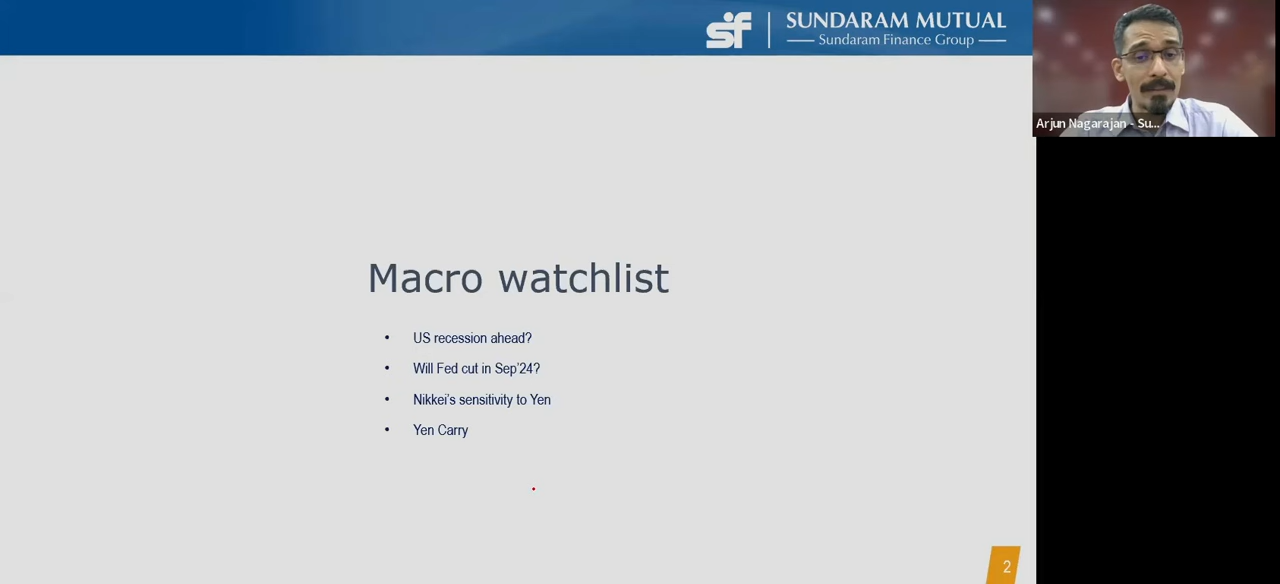 sf
SUNDARAM MUTUAL
Sundaram Finance Group
Arjun Nagarajan - Su...
Macro watchlist
• US recession ahead?
• Will Fed cut in Sep'24?
• Nikkei's sensitivity to Yen
• Yen Carry
2